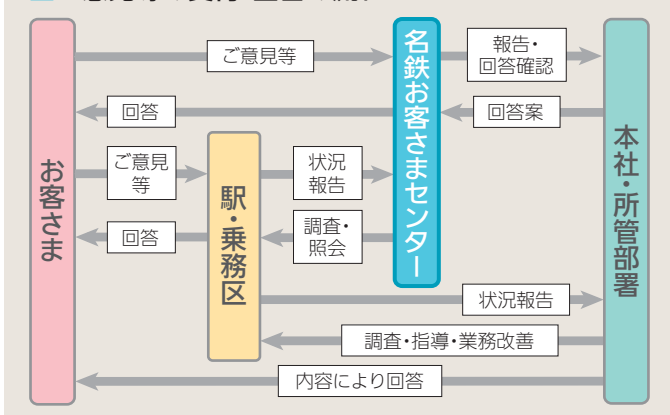 ご意見等
報告・
回答確認
回答
回答案
ご意見
等
状況
報告
回答
調査・
照会
状況報告
調査・指導・業務改善
内容により回答
お客さま
駅・乗務区
名鉄お客さまセンター
本社・所管部署